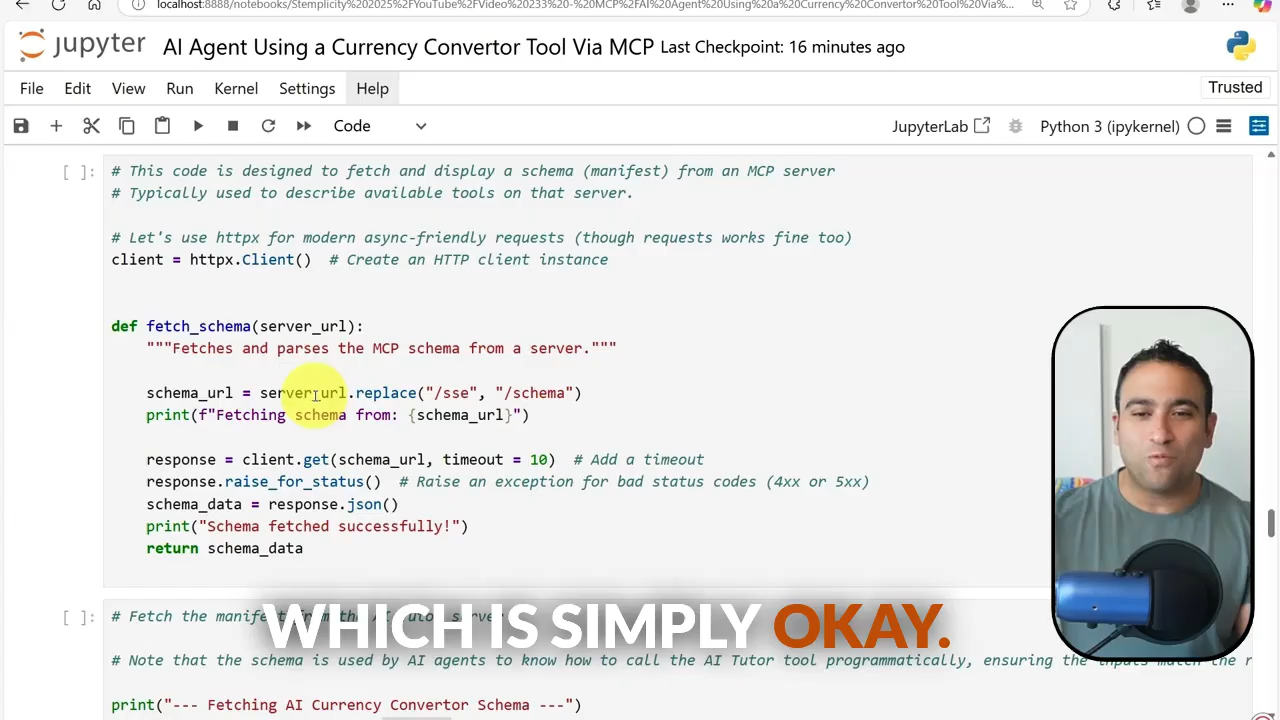 localhost:8888/notebooks/Stemplicity%202025%2FYouTube%2FVideo%2033%20-%20MCP%2FAI%20Agent%20Using%20a%20Currency%20Convertor%20Tool%20Via%...
jupyter AI Agent Using a Currency Convertor Tool Via MCP Last Checkpoint: 16 minutes ago
File Edit View Run Kernel Settings Help Trusted
Code JupyterLab Python 3 (ipykernel)
[ ]: # This code is designed to fetch and display a schema (manifest) from an MCP server
# Typically used to describe available tools on that server.
# Let's use httpx for modern async-friendly requests (though requests works fine too)
client = httpx.Client()  # Create an HTTP client instance
def fetch_schema(server_url):
"""Fetches and parses the MCP schema from a server."""
schema_url = server_url.replace("/sse", "/schema")
print(f"Fetching schema from: {schema_url}")
response = client.get(schema_url, timeout = 10)  # Add a timeout
response.raise_for_status()  # Raise an exception for bad status codes (4xx or 5xx)
schema_data = response.json()
print("Schema fetched successfully!")
return schema_data
[ ]: # Fetch the manifest from the AI Tutor server
WHICH IS SIMPLY OKAY.
# Note that the schema is used by AI agents to know how to call the AI Tutor tool programmatically, ensuring the inputs match the r
print("--- Fetching AI Currency Convertor Schema ---")